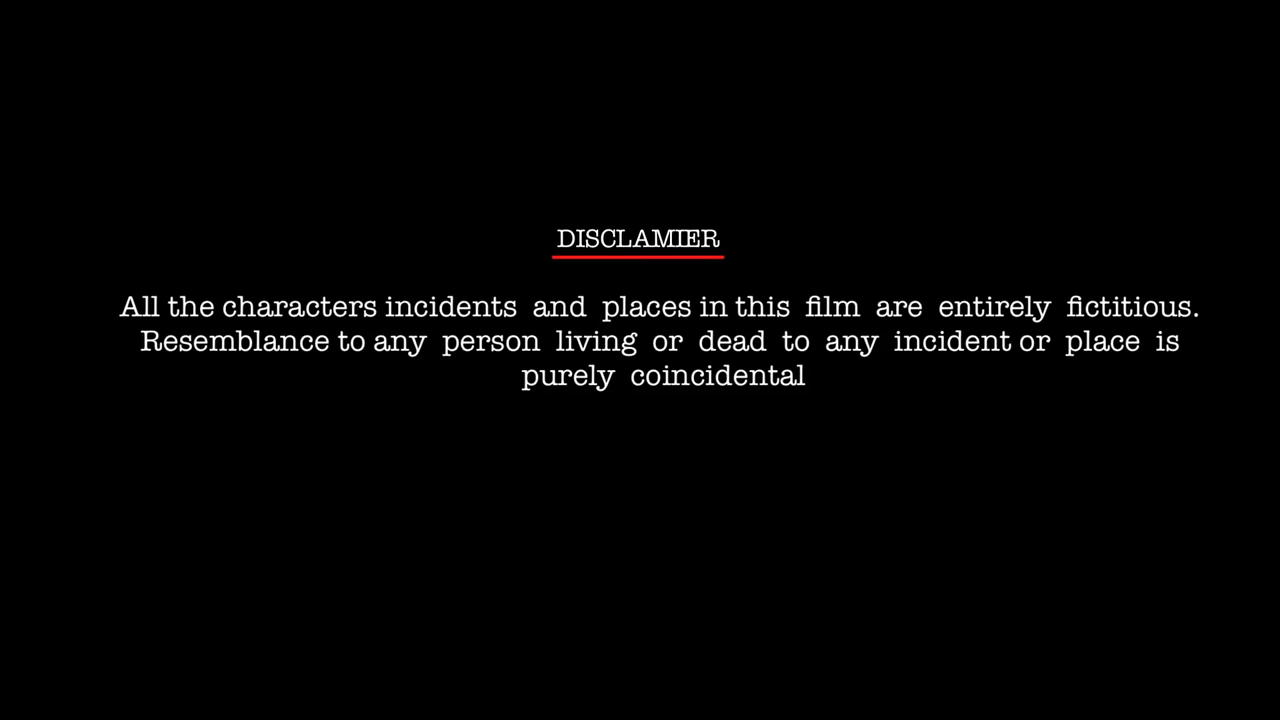 DISCLAMIER
All the characters incidents and places in this film are entirely fictitious.
Resemblance to any person living or dead to any incident or place is
purely coincidental